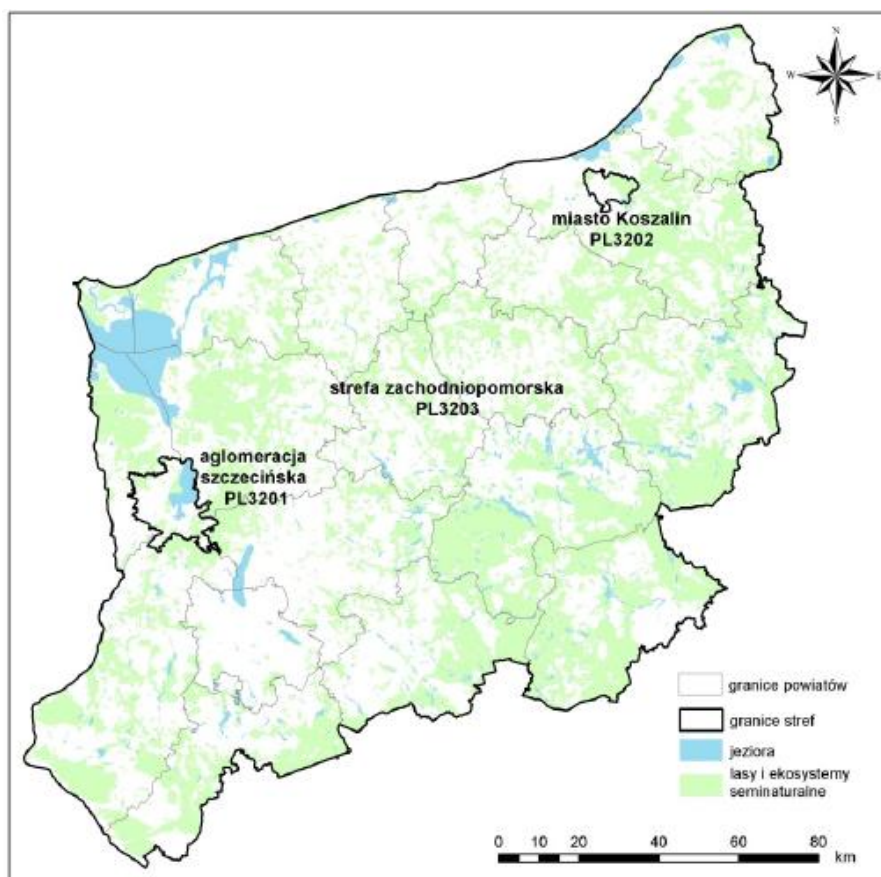 N
W
E
S
miasto Koszalin
PL3202
strefa zachodniopomorska
PL3203
aglomeracja
szczecińska
PL3201
granice powiatów
granice stref
jeziora
lasy i ekosystemy
seminaturalne
0 10 20 40 60 80
km